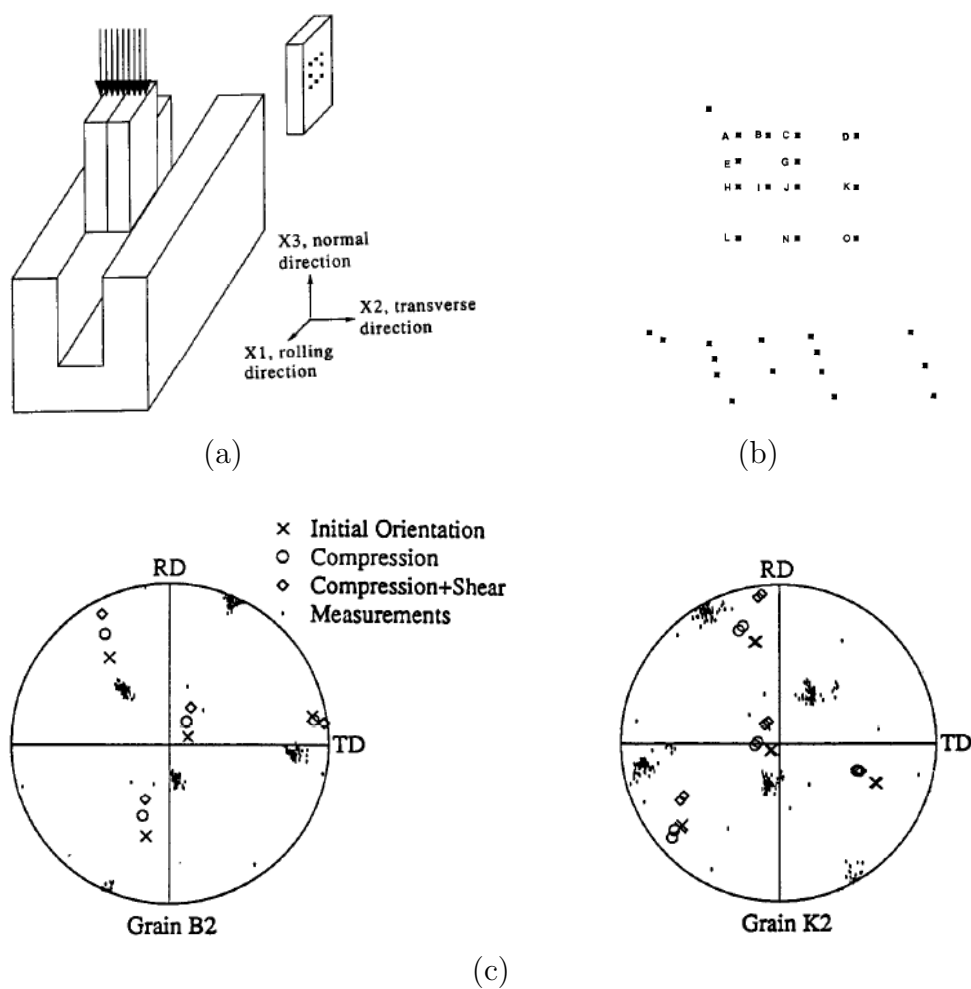 X3, normal
direction
X2, transverse
direction
X1, rolling
direction
(a)
A B C D
E G
H I J K
L N O
(b)
× Initial Orientation
○ Compression
◇ Compression+Shear
· Measurements
RD
TD
Grain B2
RD
TD
Grain K2
(c)